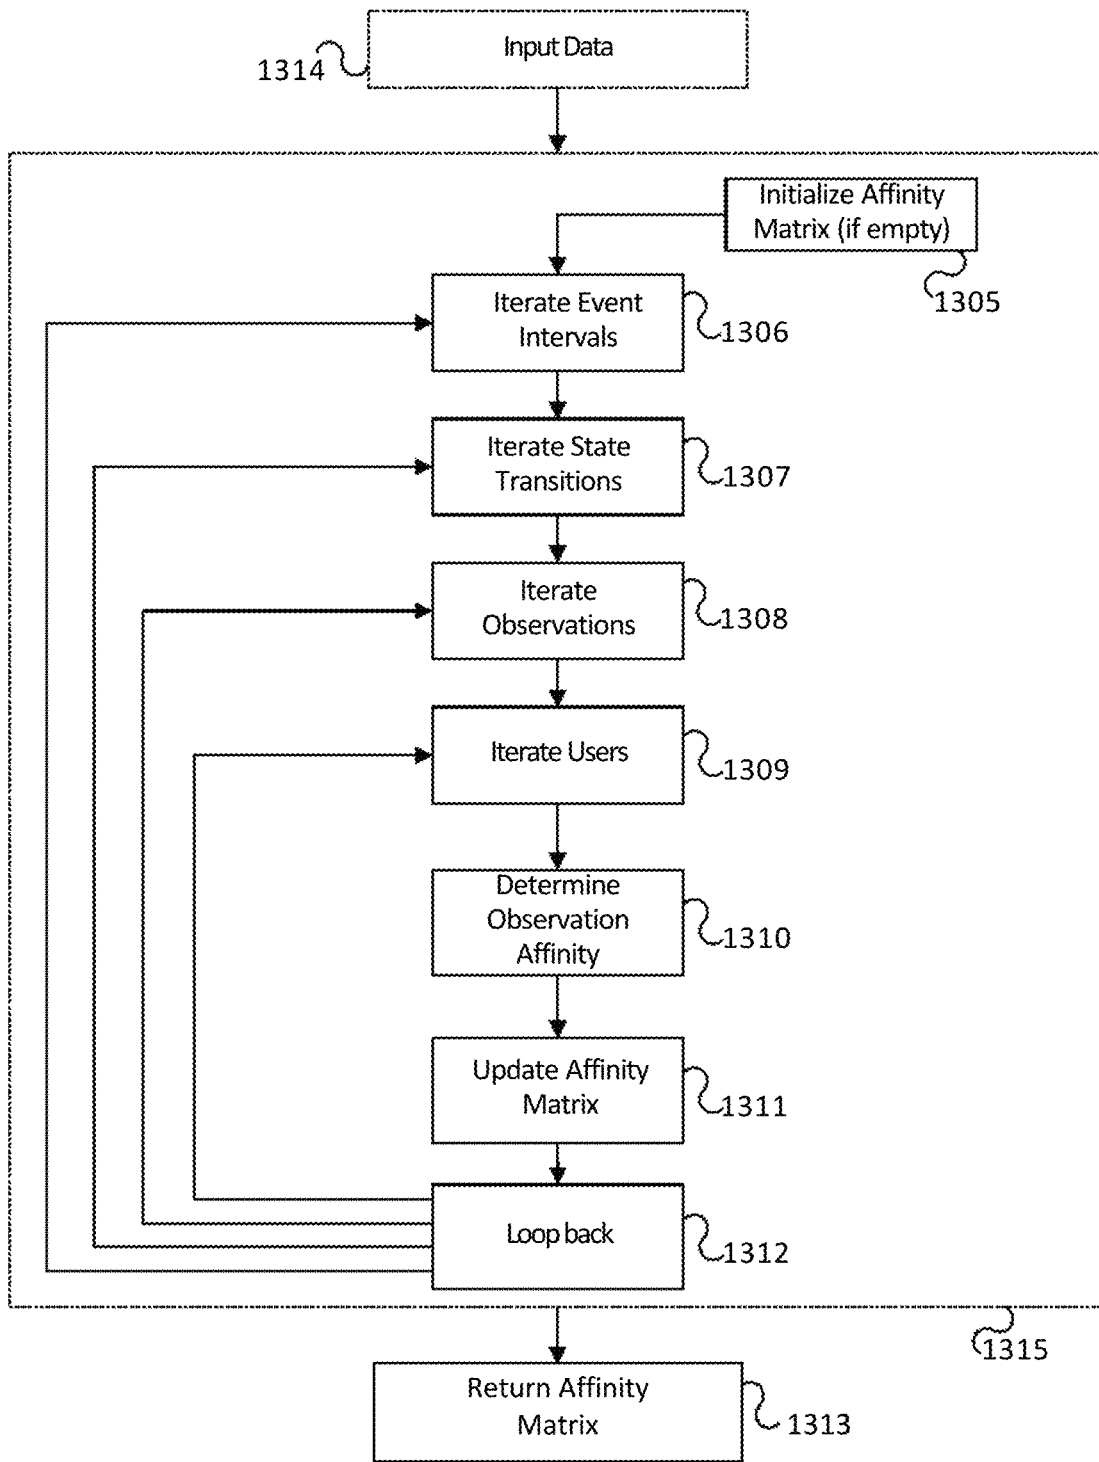 Input Data
1314
Initialize Affinity
Matrix (if empty)
1305
Iterate Event
Intervals
1306
Iterate State
Transitions
1307
Iterate
Observations
1308
Iterate Users
1309
Determine
Observation
Affinity
1310
Update Affinity
Matrix
1311
Loop back
1312
1315
Return Affinity
Matrix
1313